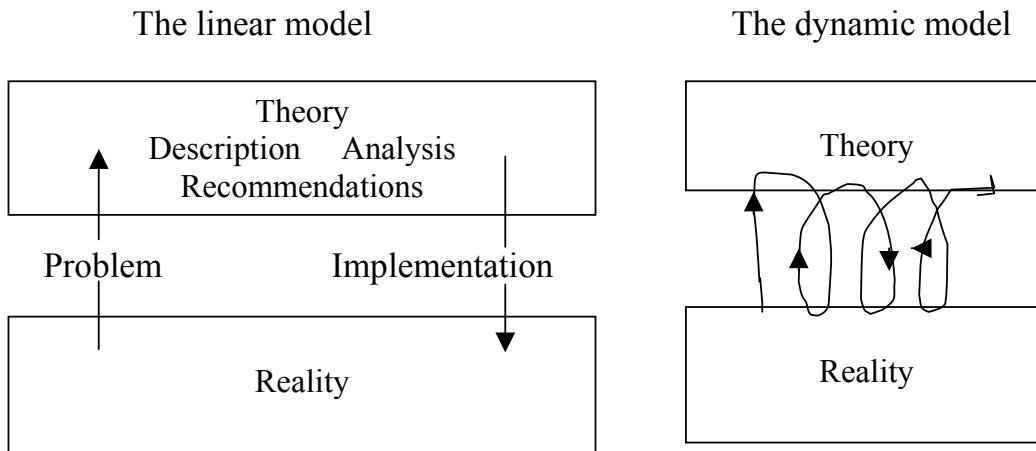 The linear model
Theory
Description Analysis
Recommendations
Problem
Implementation
Reality
The dynamic model
Theory
Reality